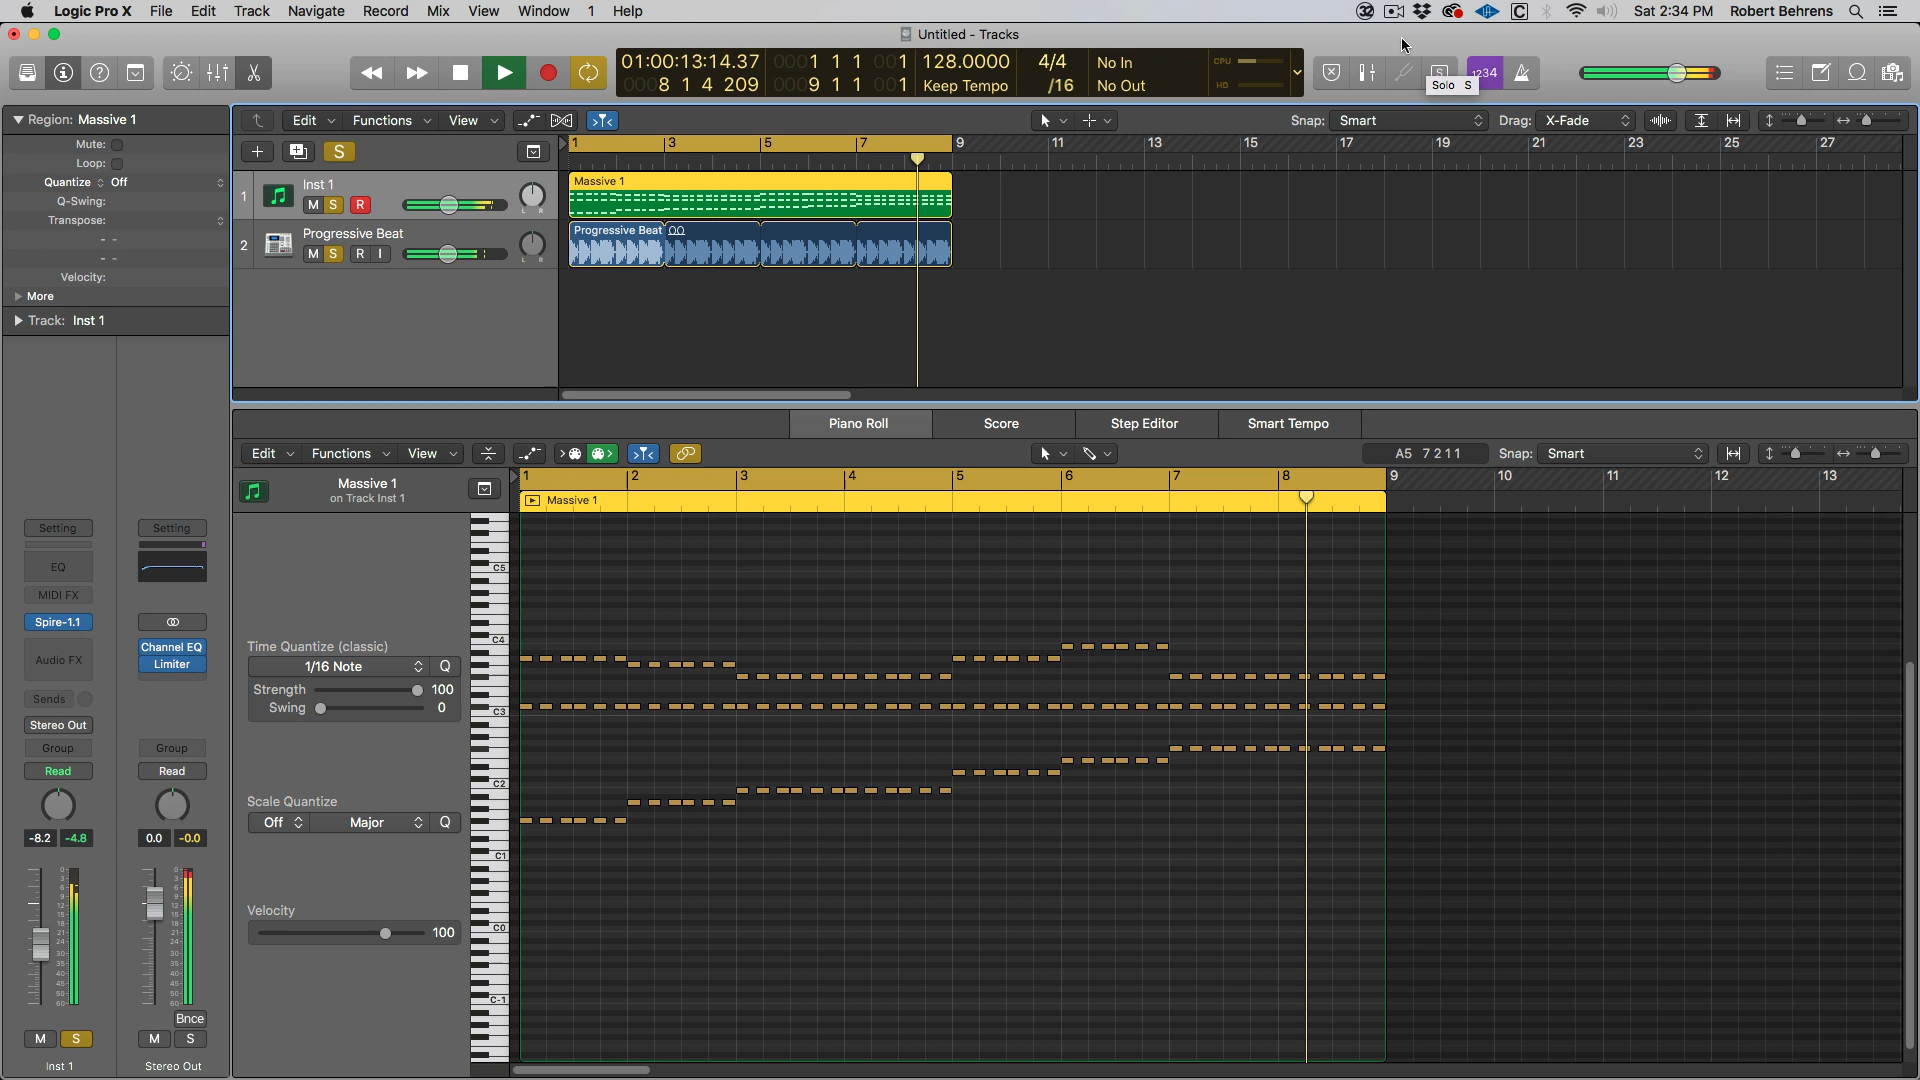 Logic Pro X File Edit Track Navigate Record Mix View Window 1 Help
Sat 2:34 PM Robert Behrens
Untitled - Tracks
01:00:13:14.37
8 1 4 209
1 1 1 001
9 1 1 1
128.0000
Keep Tempo
4/4
/16
No In
No Out
CPU
HD
1234
Solo S
Region: Massive 1
Mute:
Loop:
Quantize Off
Q-Swing:
Transpose:
Velocity:
More
Track: Inst 1
Edit Functions View
Snap: Smart
Drag: X-Fade
1 3 5 7 9 11 13 15 17 19 21 23 25 27
S
1 Inst 1
M S R
L R
Massive 1
2 Progressive Beat
M S R I
L R
Progressive Beat
Piano Roll Score Step Editor Smart Tempo
Edit Functions View
A5 7 2 1 1
Snap: Smart
Massive 1
on Track Inst 1
1 2 3 4 5 6 7 8 9 10 11 12 13
Massive 1
C5
C4
C3
C2
C1
C0
C-1
Time Quantize (classic)
1/16 Note Q
Strength 100
Swing 0
Scale Quantize
Off Major Q
Velocity
100
Setting Setting
EQ
MIDI FX
Spire-1.1
Channel EQ
Audio FX
Limiter
Sends
Stereo Out
Group Group
Read Read
-8.2 -4.8 0.0 -0.0
Bnce
M S M S
Inst 1 Stereo Out